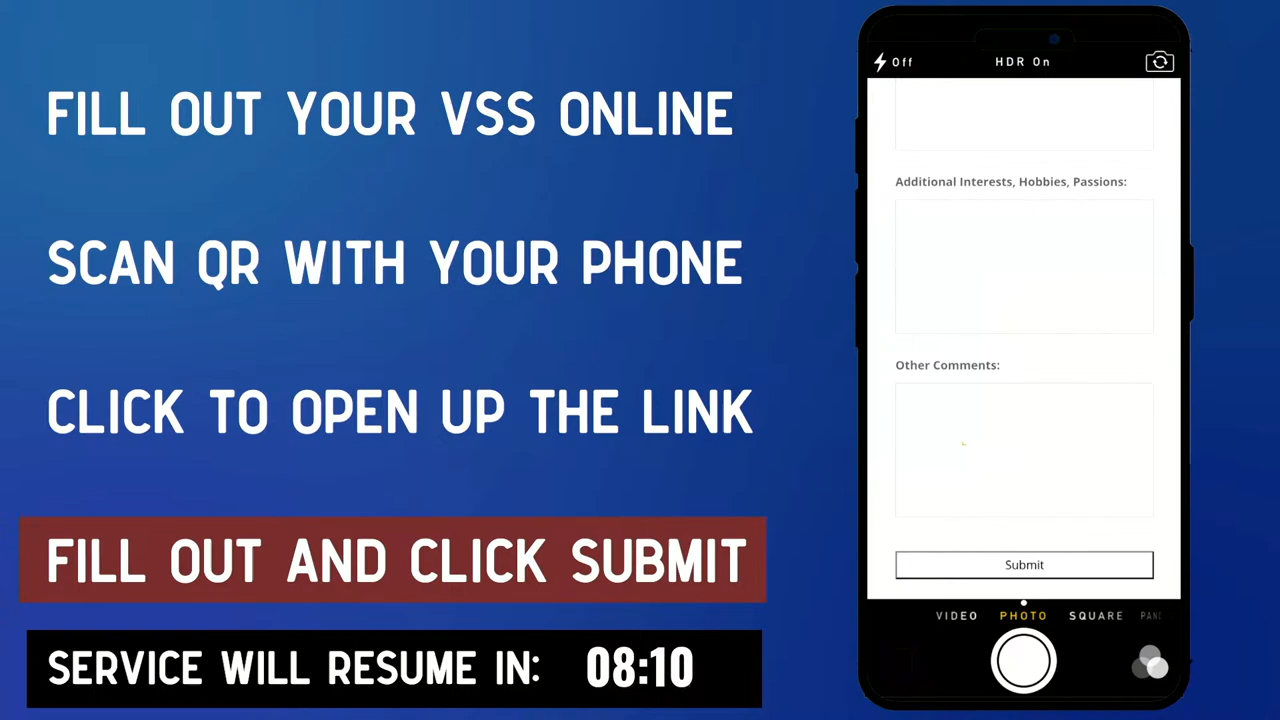 FILL OUT YOUR VSS ONLINE
SCAN QR WITH YOUR PHONE
CLICK TO OPEN UP THE LINK
FILL OUT AND CLICK SUBMIT
SERVICE WILL RESUME IN: 08:10
Off HDR On
Additional Interests, Hobbies, Passions:
Other Comments:
Submit
VIDEO PHOTO SQUARE PANO